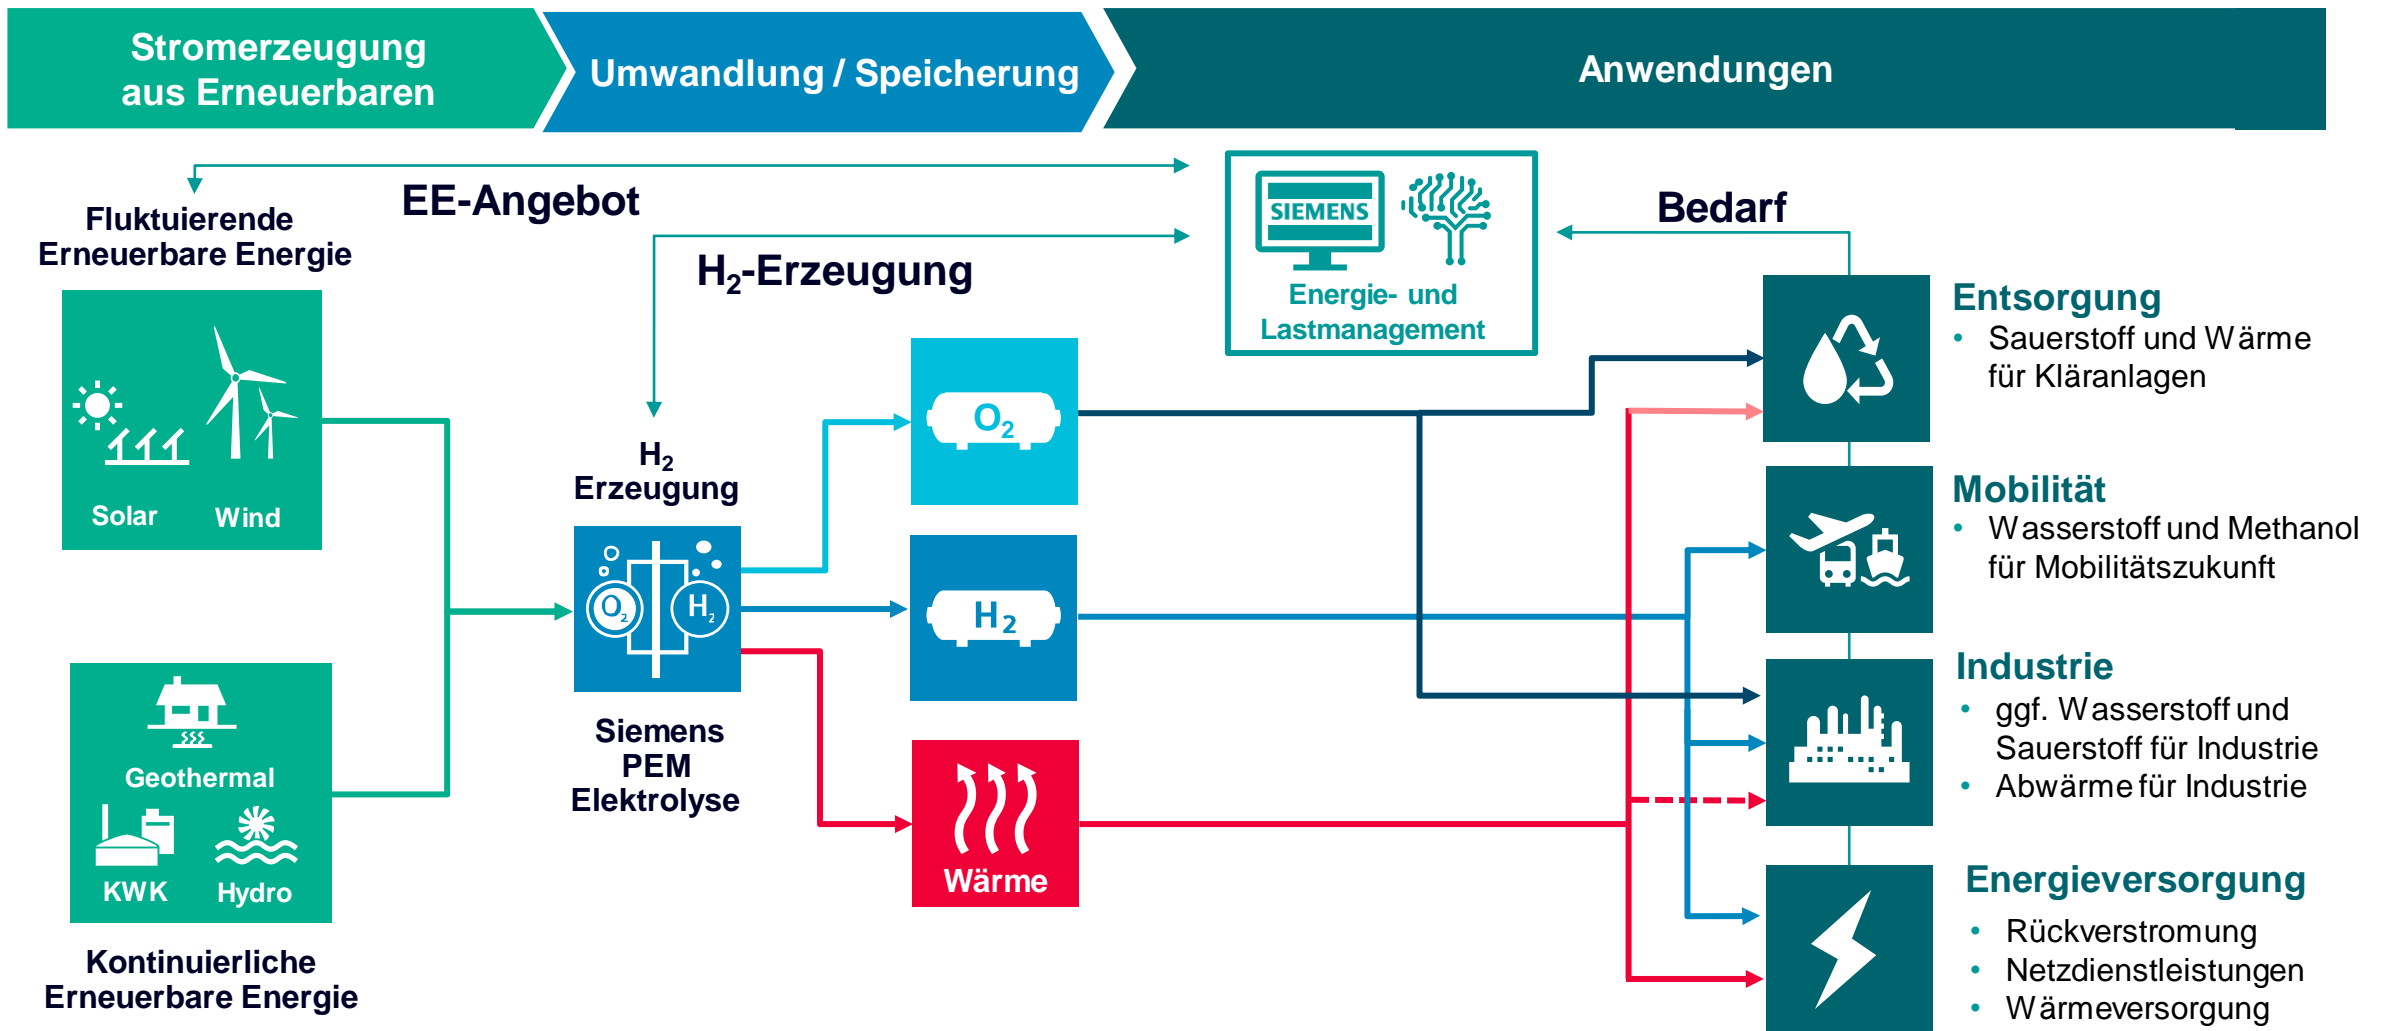 Stromerzeugung
aus Erneuerbaren
Umwandlung / Speicherung
Anwendungen
EE-Angebot
Fluktuierende
Erneuerbare Energie
Solar
Wind
H₂-Erzeugung
SIEMENS
Energie- und
Lastmanagement
Bedarf
H₂
Erzeugung
O₂
H₂
Siemens
PEM
Elektrolyse
O₂
H₂
Wärme
Geothermal
KWK
Hydro
Kontinuierliche
Erneuerbare Energie
Entsorgung
• Sauerstoff und Wärme
für Kläranlagen
Mobilität
• Wasserstoff und Methanol
für Mobilitätszukunft
Industrie
• ggf. Wasserstoff und
Sauerstoff für Industrie
• Abwärme für Industrie
Energieversorgung
• Rückverstromung
• Netzdienstleistungen
• Wärmeversorgung